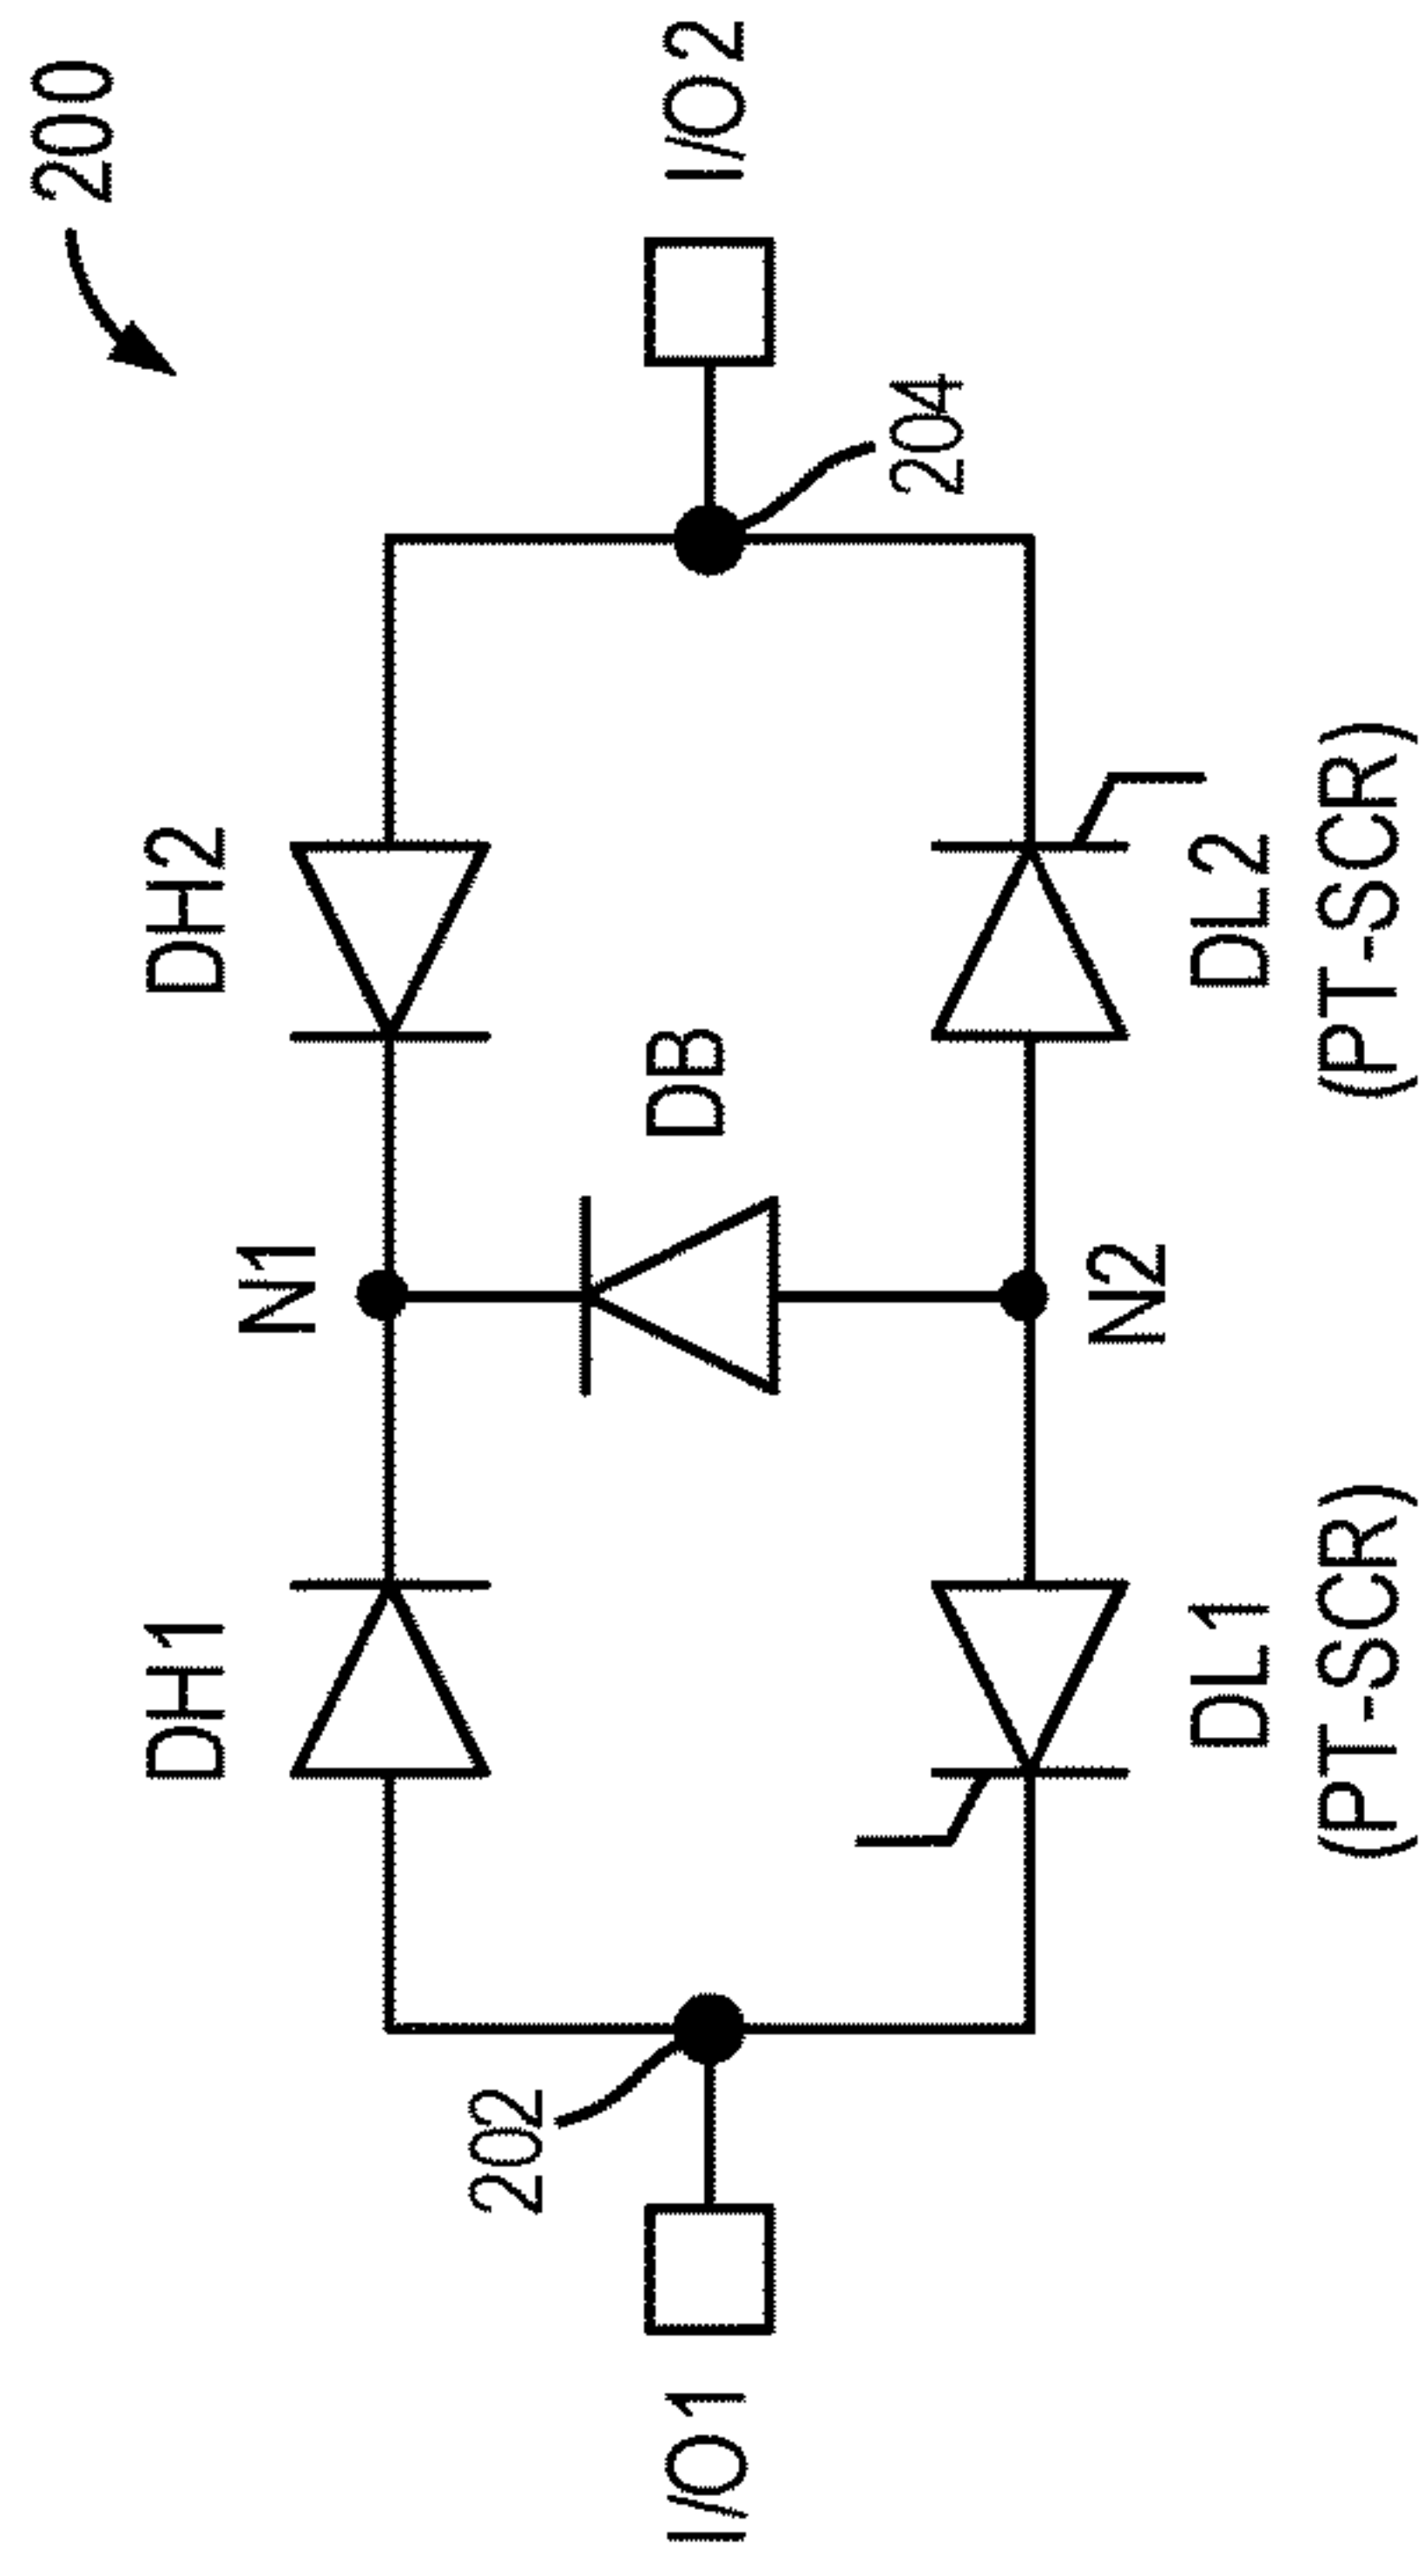 200
DH1
DH2
N1
202
I/O1
DB
I/O2
204
N2
DL1
(PT-SCR)
DL2
(PT-SCR)